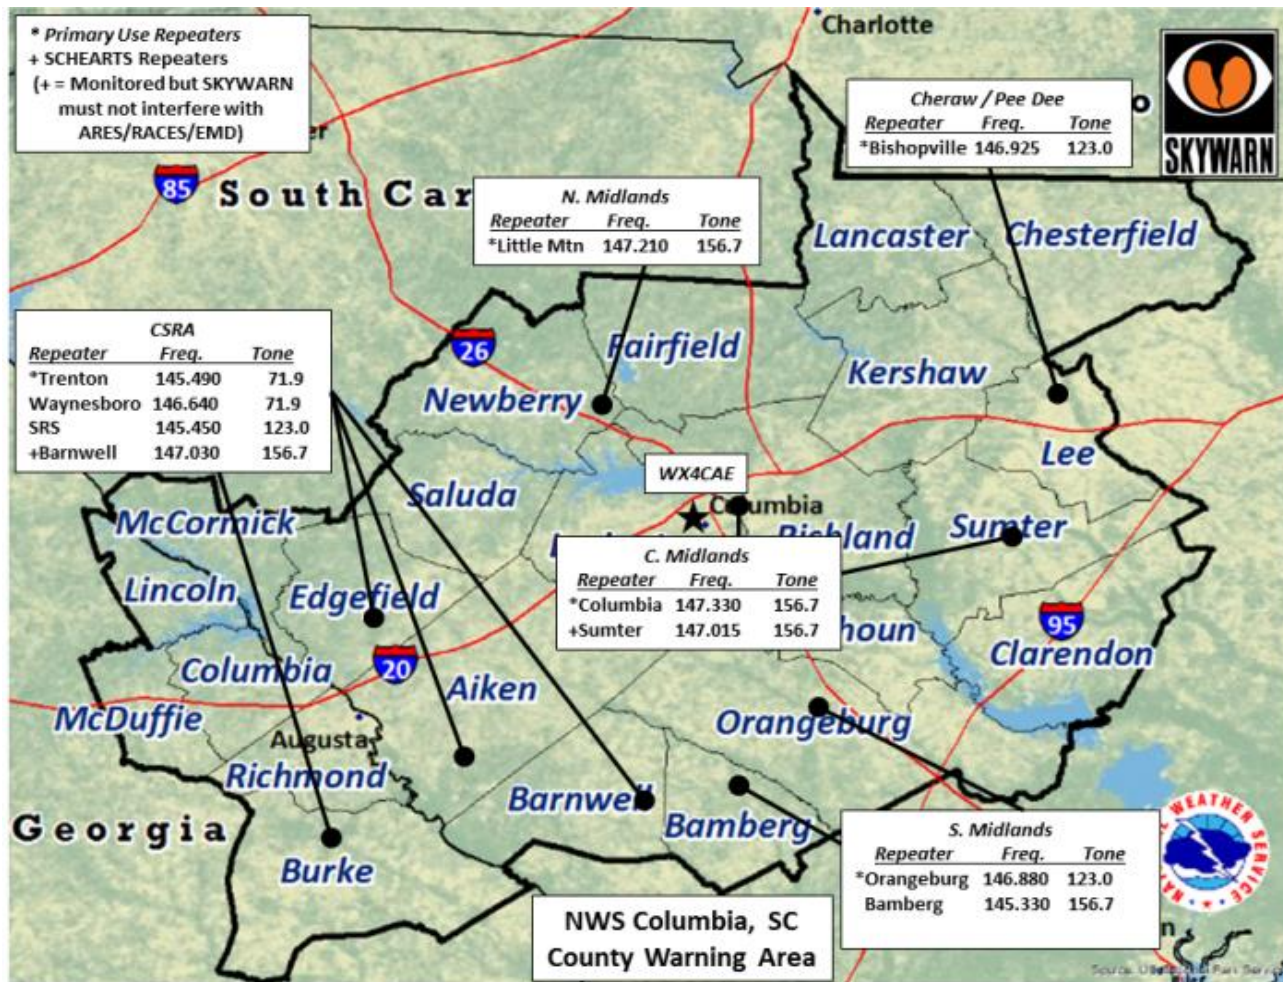 Charlotte
* Primary Use Repeaters
+ SCHEARTS Repeaters
(+ = Monitored but SKYWARN
must not interfere with
ARES/RACES/EMD)
Cheraw / Pee Dee
Repeater Freq. Tone
*Bishopville 146.925 123.0
SKYWARN
85
South Car
N. Midlands
Repeater Freq. Tone
*Little Mtn 147.210 156.7
Lancaster
Chesterfield
CSRA
Repeater Freq. Tone
*Trenton 145.490 71.9
Waynesboro 146.640 71.9
SRS 145.450 123.0
+Barnwell 147.030 156.7
26
Fairfield
Kershaw
Newberry
Lee
WX4CAE
Saluda
Columbia
McCormick
Richland
Sumter
C. Midlands
Repeater Freq. Tone
*Columbia 147.330 156.7
+Sumter 147.015 156.7
Lincoln
Edgefield
houn
95
Clarendon
20
Columbia
Aiken
McDuffie
Orangeburg
Augusta
Richmond
Barnwell
Bamberg
Georgia
Burke
S. Midlands
Repeater Freq. Tone
*Orangeburg 146.880 123.0
Bamberg 145.330 156.7
NWS Columbia, SC
County Warning Area
WEATHER SERVICE